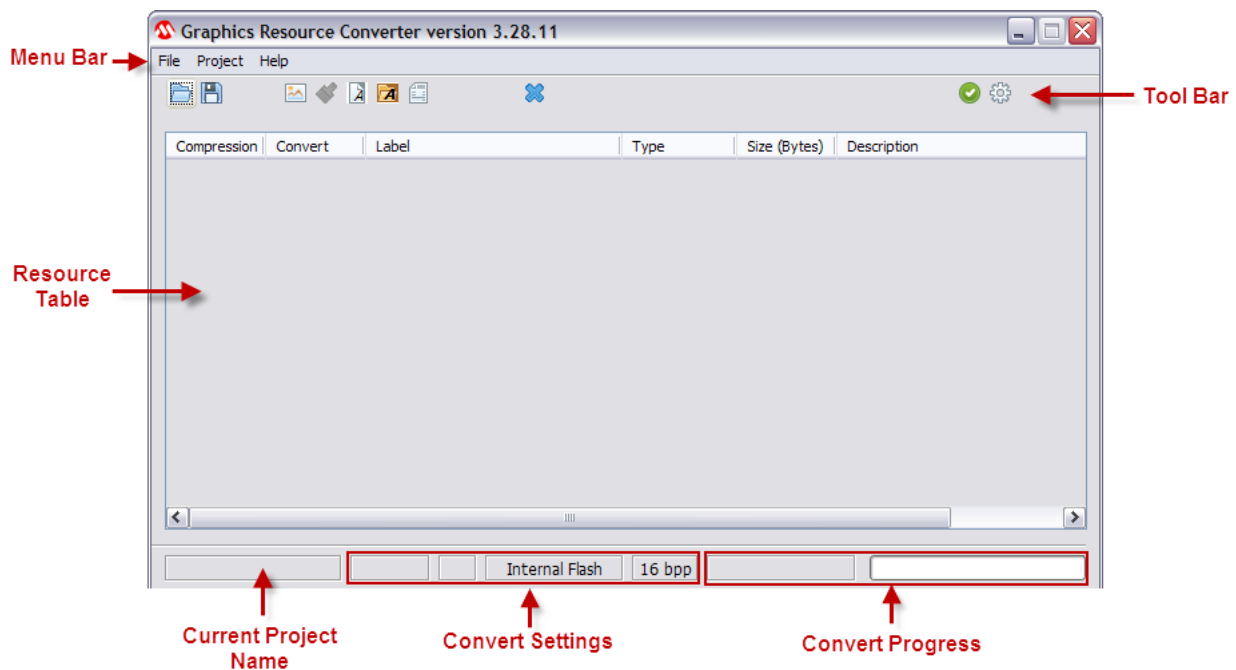 Graphics Resource Converter version 3.28.11
Menu Bar
File Project Help
Tool Bar
Compression Convert Label Type Size (Bytes) Description
Resource
Table
Internal Flash 16 bpp
Current Project
Name
Convert Settings
Convert Progress